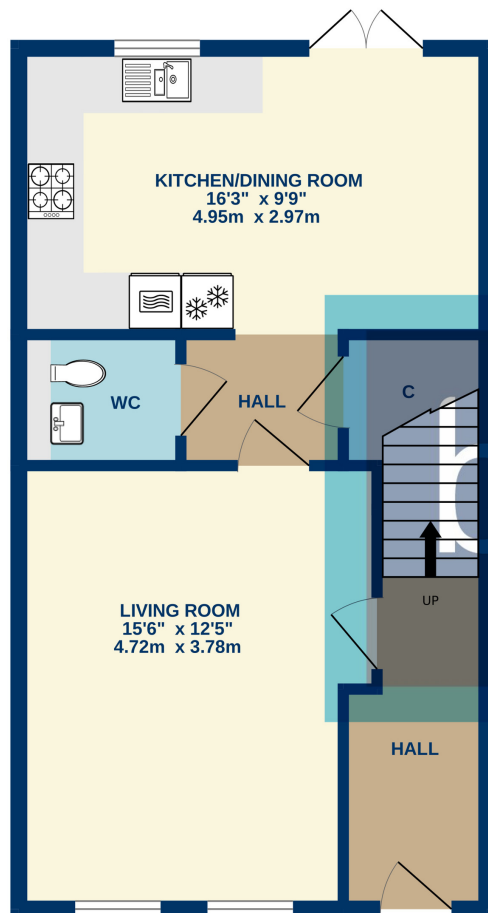 KITCHEN/DINING ROOM
16'3" x 9'9"
4.95m x 2.97m
WC
HALL
C
LIVING ROOM
15'6" x 12'5"
4.72m x 3.78m
UP
HALL